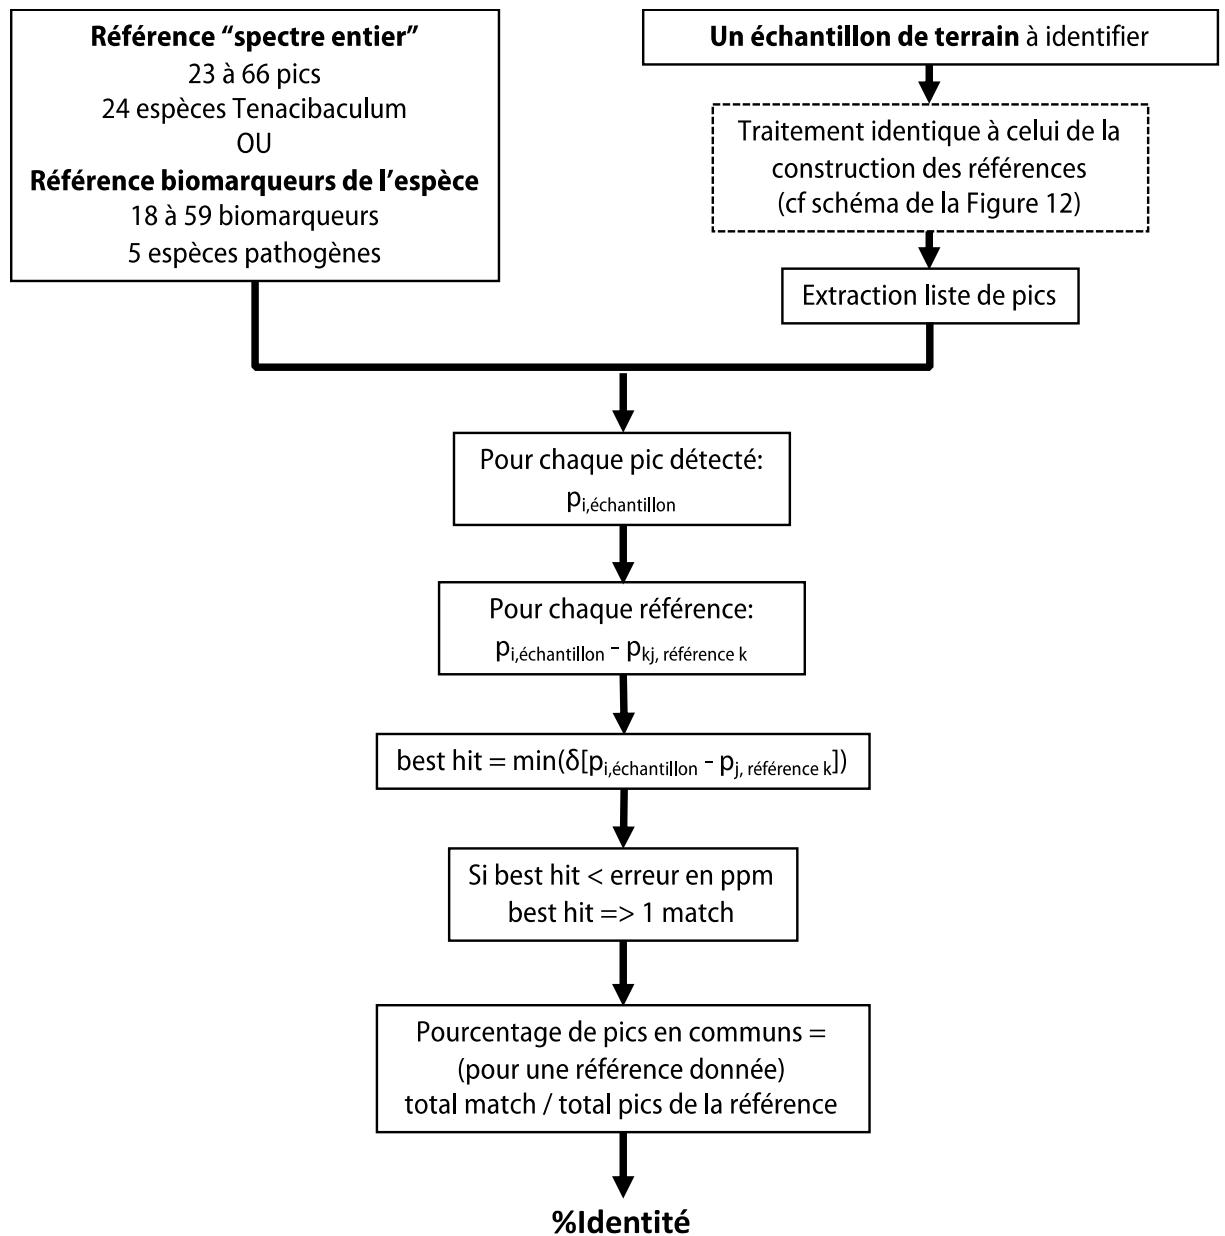 Référence “spectre entier”
23 à 66 pics
24 espèces Tenacibaculum
OU
Référence biomarqueurs de l’espèce
18 à 59 biomarqueurs
5 espèces pathogènes
Un échantillon de terrain à identifier
Traitement identique à celui de la
construction des références
(cf schéma de la Figure 12)
Extraction liste de pics
Pour chaque pic détecté:
pi,échantillon
Pour chaque référence:
pi,échantillon - pkj, référence k
best hit = min(δ[pi,échantillon - pj, référence k])
Si best hit < erreur en ppm
best hit => 1 match
Pourcentage de pics en communs =
(pour une référence donnée)
total match / total pics de la référence
%Identité